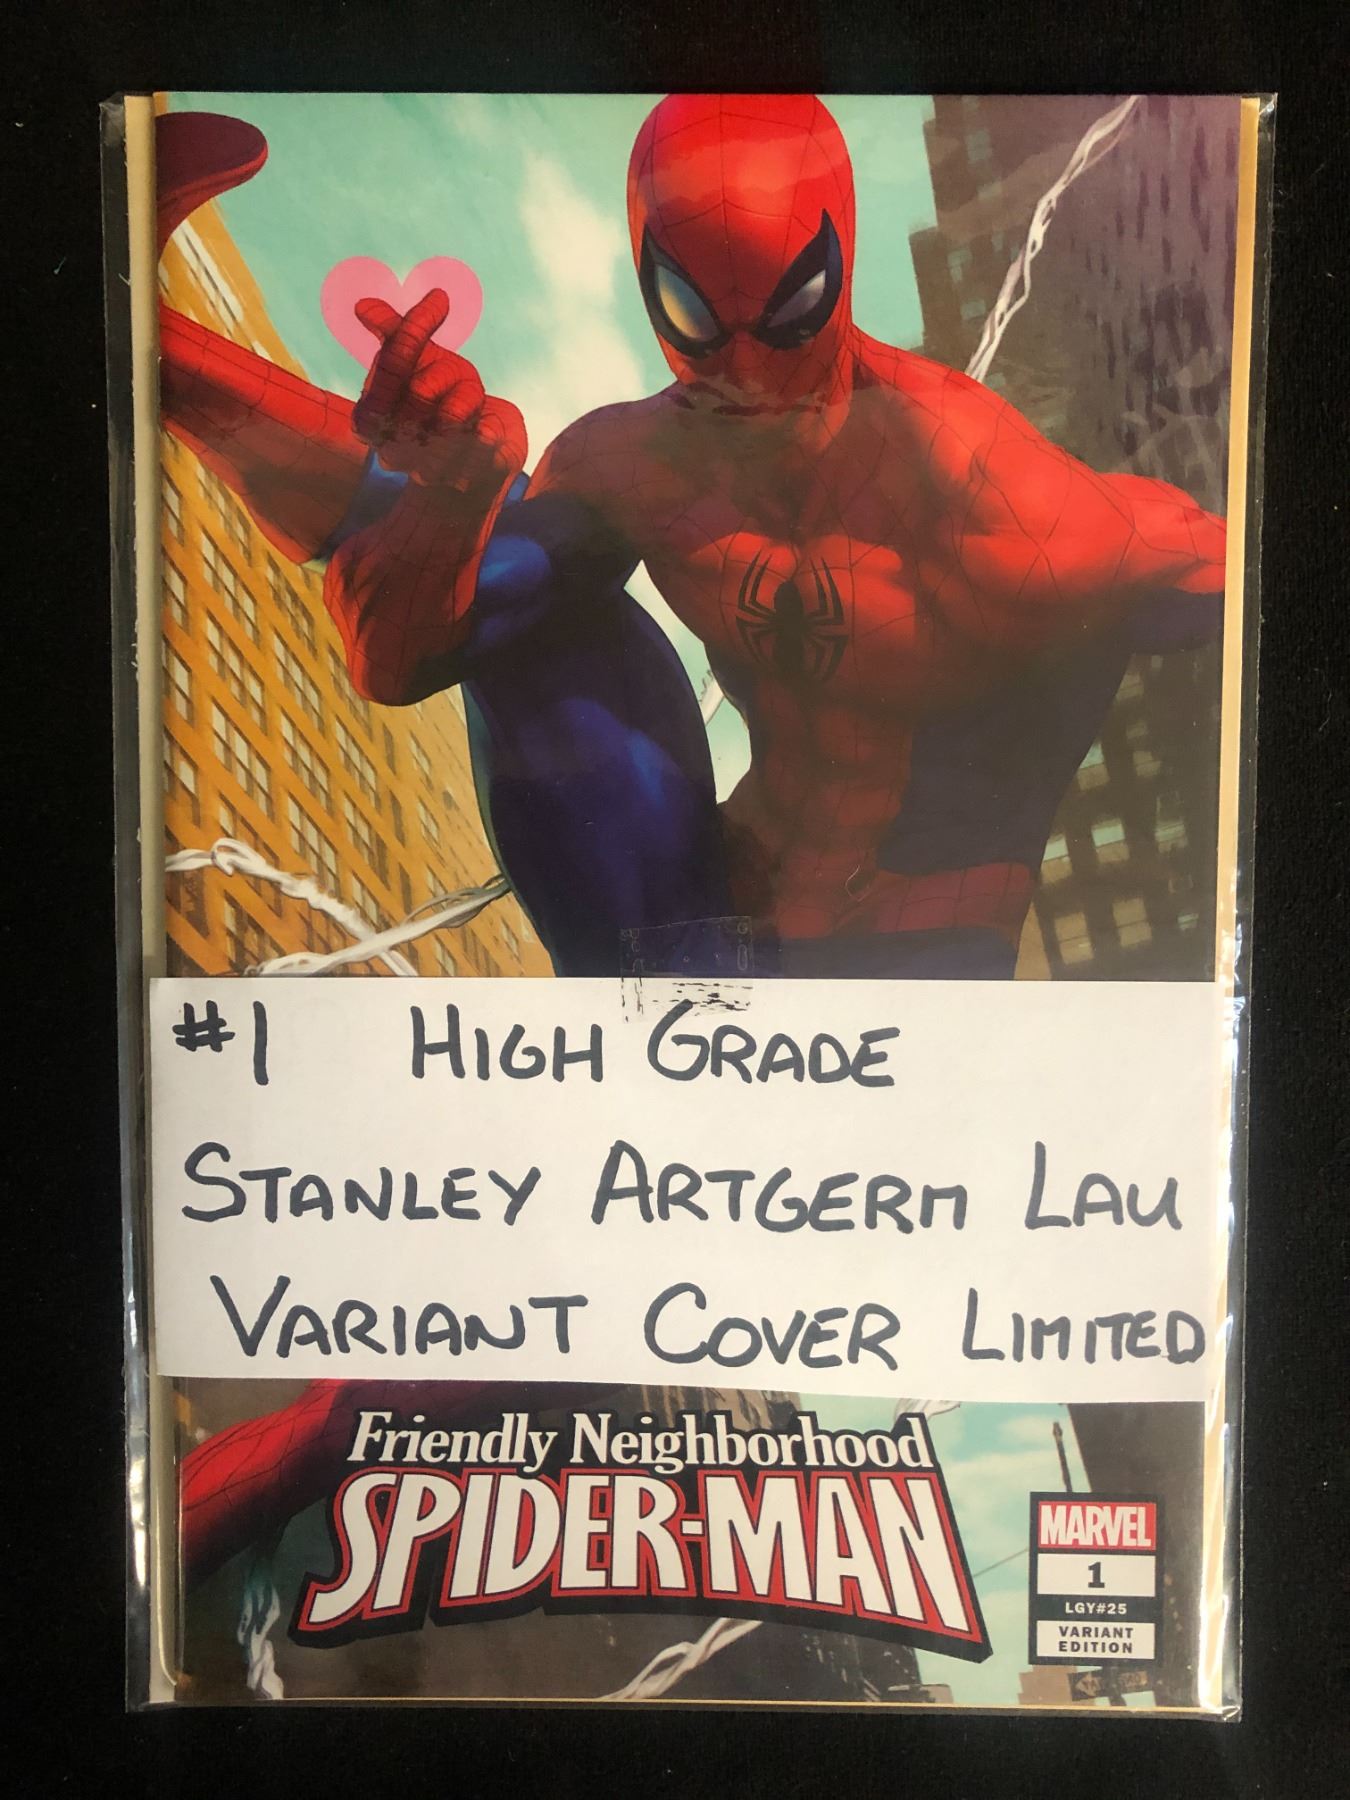 #1 HIGH GRADE
STANLEY ARTGERM LAU
VARIANT COVER LIMITED
Friendly Neighborhood
SPIDER-MAN
MARVEL
1
LGY#25
VARIANT
EDITION